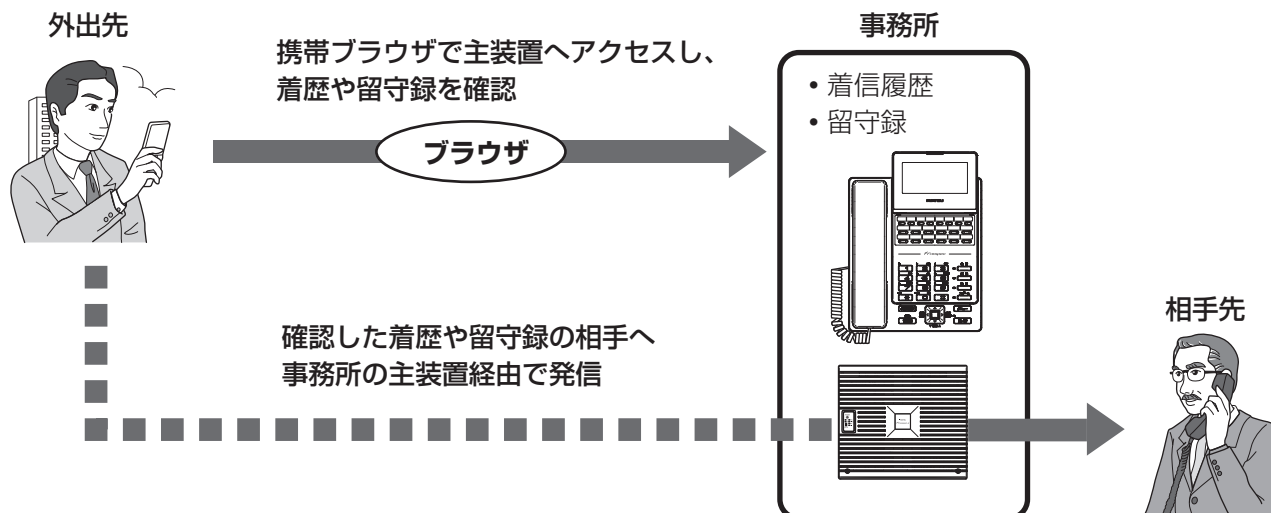 外出先
携帯ブラウザで主装置へアクセスし、
着歴や留守録を確認
ブラウザ
事務所
• 着信履歴
• 留守録
確認した着歴や留守録の相手へ
事務所の主装置経由で発信
相手先